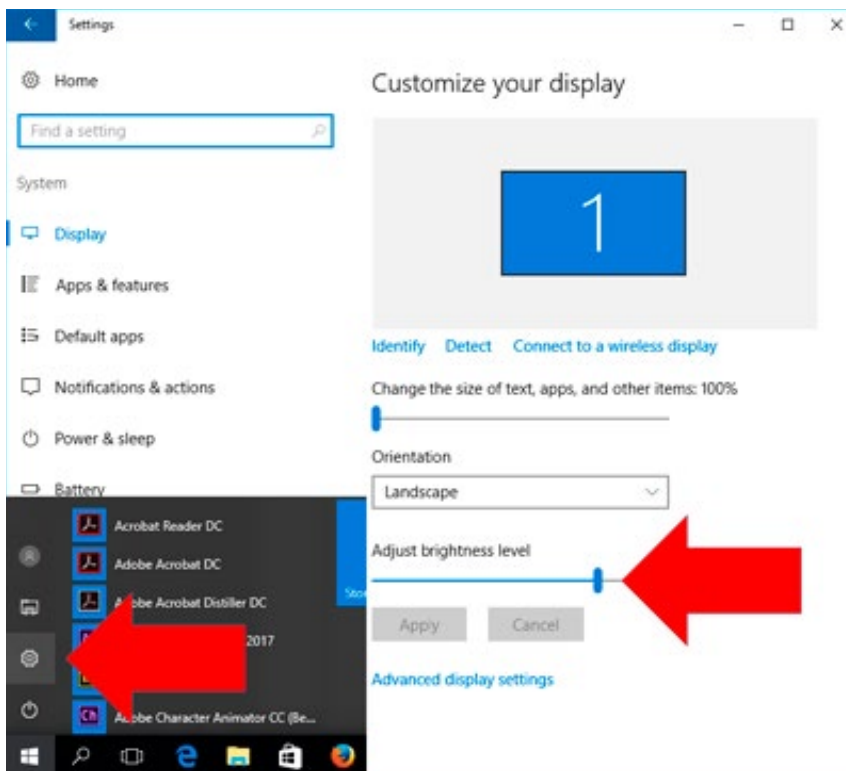 Settings
Home
Find a setting
System
Display
Apps & features
Default apps
Notifications & actions
Power & sleep
Battery
Customize your display
1
Identify Detect Connect to a wireless display
Change the size of text, apps, and other items: 100%
Orientation
Landscape
Adjust brightness level
Apply Cancel
Advanced display settings
Acrobat Reader DC
Adobe Acrobat DC
Adobe Acrobat Distiller DC
2017
Ch Adobe Character Animator CC (Be...